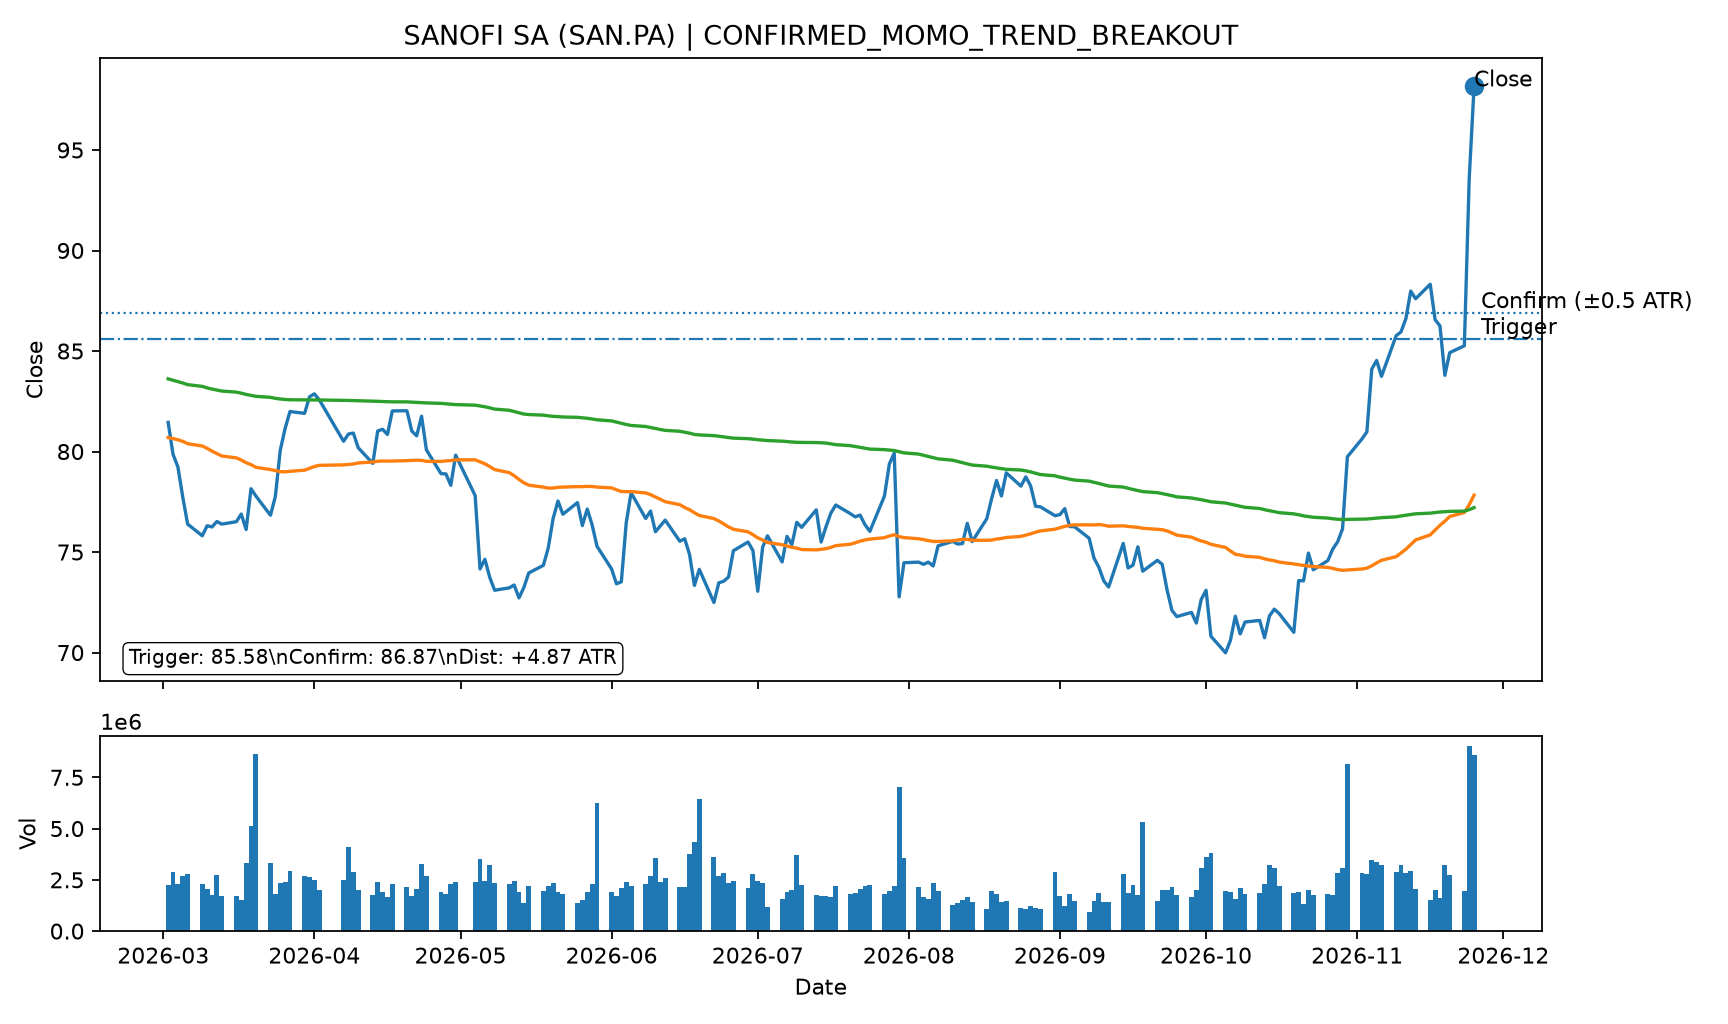 SANOFI SA (SAN.PA) | CONFIRMED_MOMO_TREND_BREAKOUT
Close
95
90
85
80
75
70
Close
Confirm (±0.5 ATR)
Trigger
Trigger: 85.58\nConfirm: 86.87\nDist: +4.87 ATR
1e6
Vol
7.5
5.0
2.5
0.0
2026-03 2026-04 2026-05 2026-06 2026-07 2026-08 2026-09 2026-10 2026-11 2026-12
Date